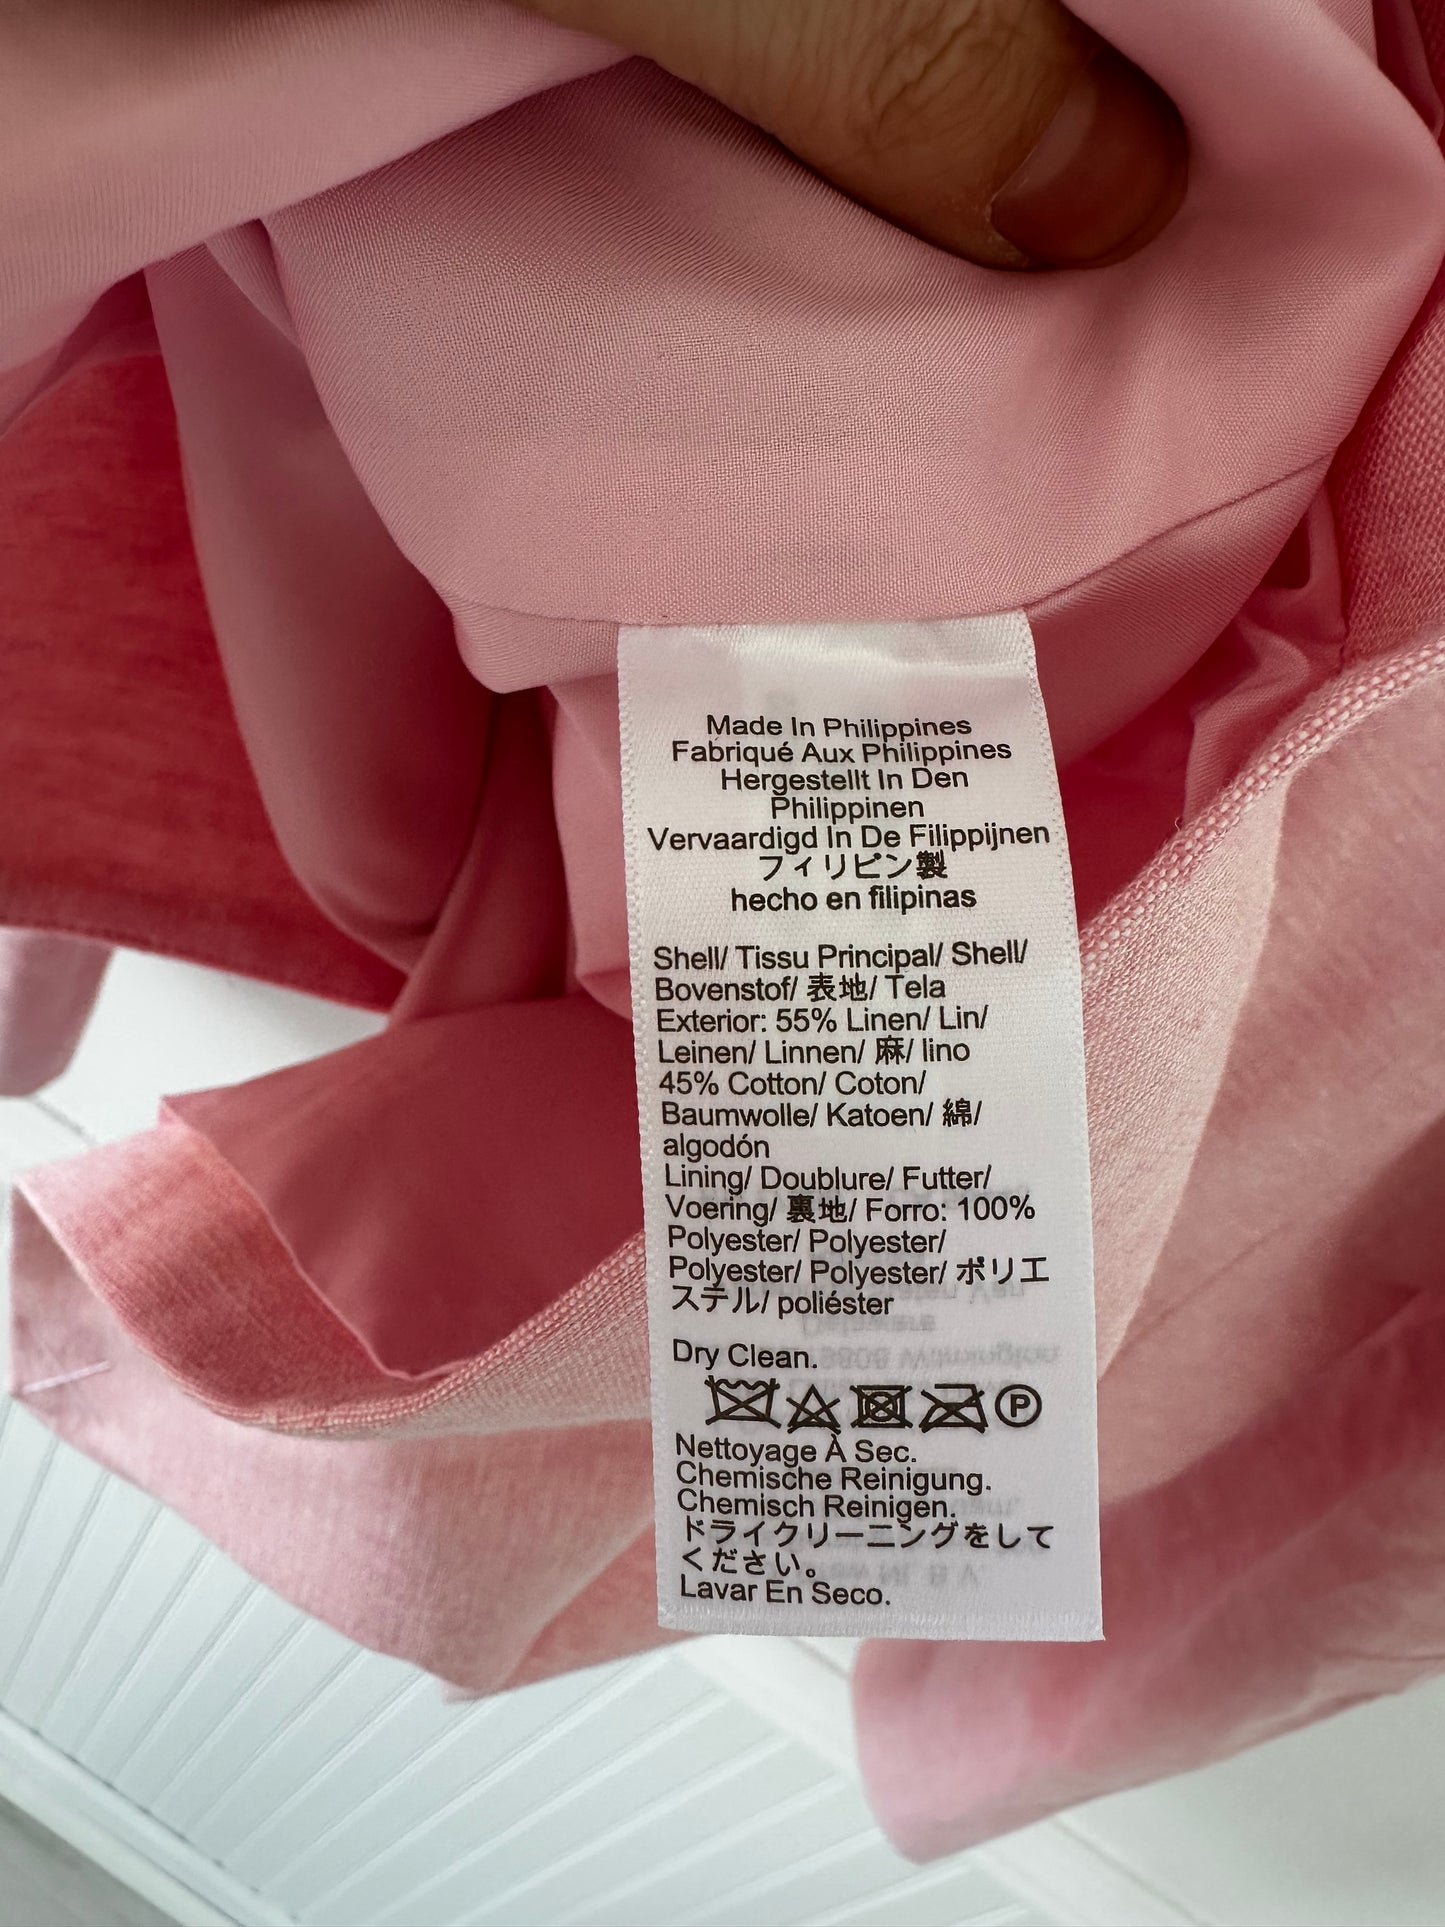 Made In Philippines
Fabriqué Aux Philippines
Hergestellt In Den
Philippinen
Vervaardigd In De Filippijnen
フィリピン製
hecho en filipinas
Shell/ Tissu Principal/ Shell/
Bovenstof/ 表地/ Tela
Exterior: 55% Linen/ Lin/
Leinen/ Linnen/ 麻/ lino
45% Cotton/ Coton/
Baumwolle/ Katoen/ 綿/
algodón
Lining/ Doublure/ Futter/
Voering/ 裏地/ Forro: 100%
Polyester/ Polyester/
Polyester/ Polyester/ ポリエ
ステル/ poliéster
Dry Clean.
P
Nettoyage À Sec.
Chemische Reinigung.
Chemisch Reinigen.
ドライクリーニングをして
ください。
Lavar En Seco.